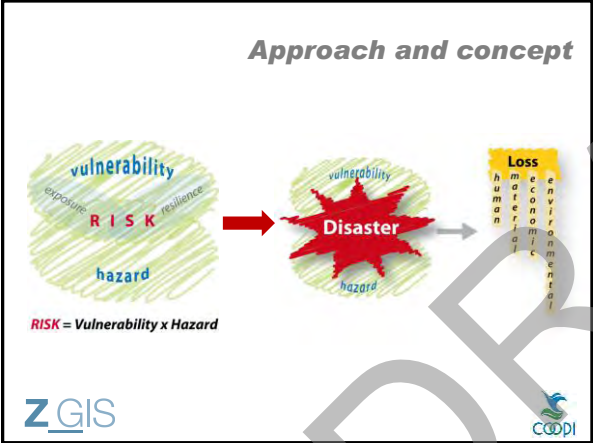 Approach and concept
vulnerability
exposure
resilience
RISK
hazard
RISK = Vulnerability x Hazard
vulnerability
Disaster
hazard
Loss
human
material
economic
environmental
Z_GIS
COOPI
DR